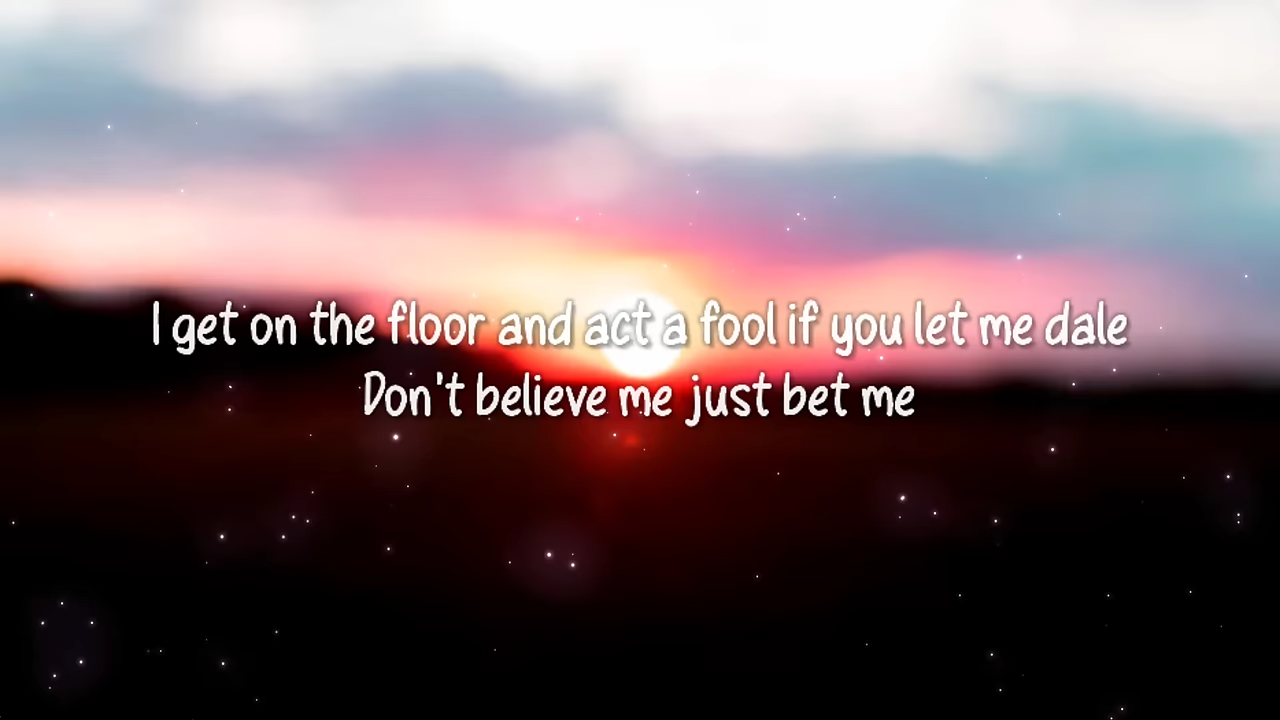 I get on the floor and act a fool if you let me dale
Don't believe me just bet me